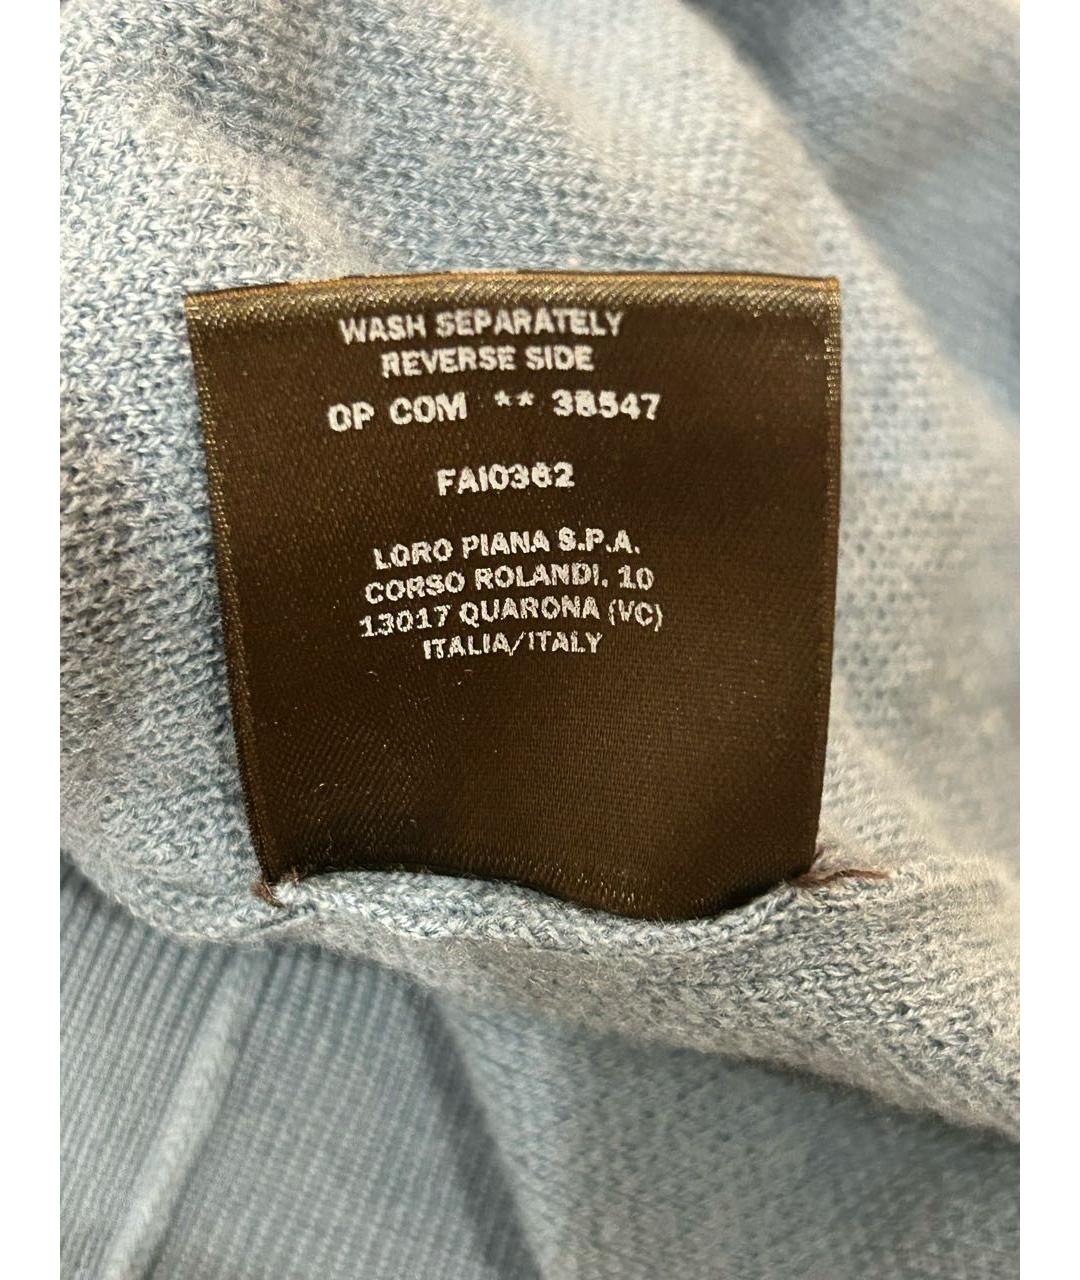 WASH SEPARATELY
REVERSE SIDE
OP COM ** 38547
FAI0362
LORO PIANA S.P.A.
CORSO ROLANDI, 10
13017 QUARONA (VC)
ITALIA/ITALY